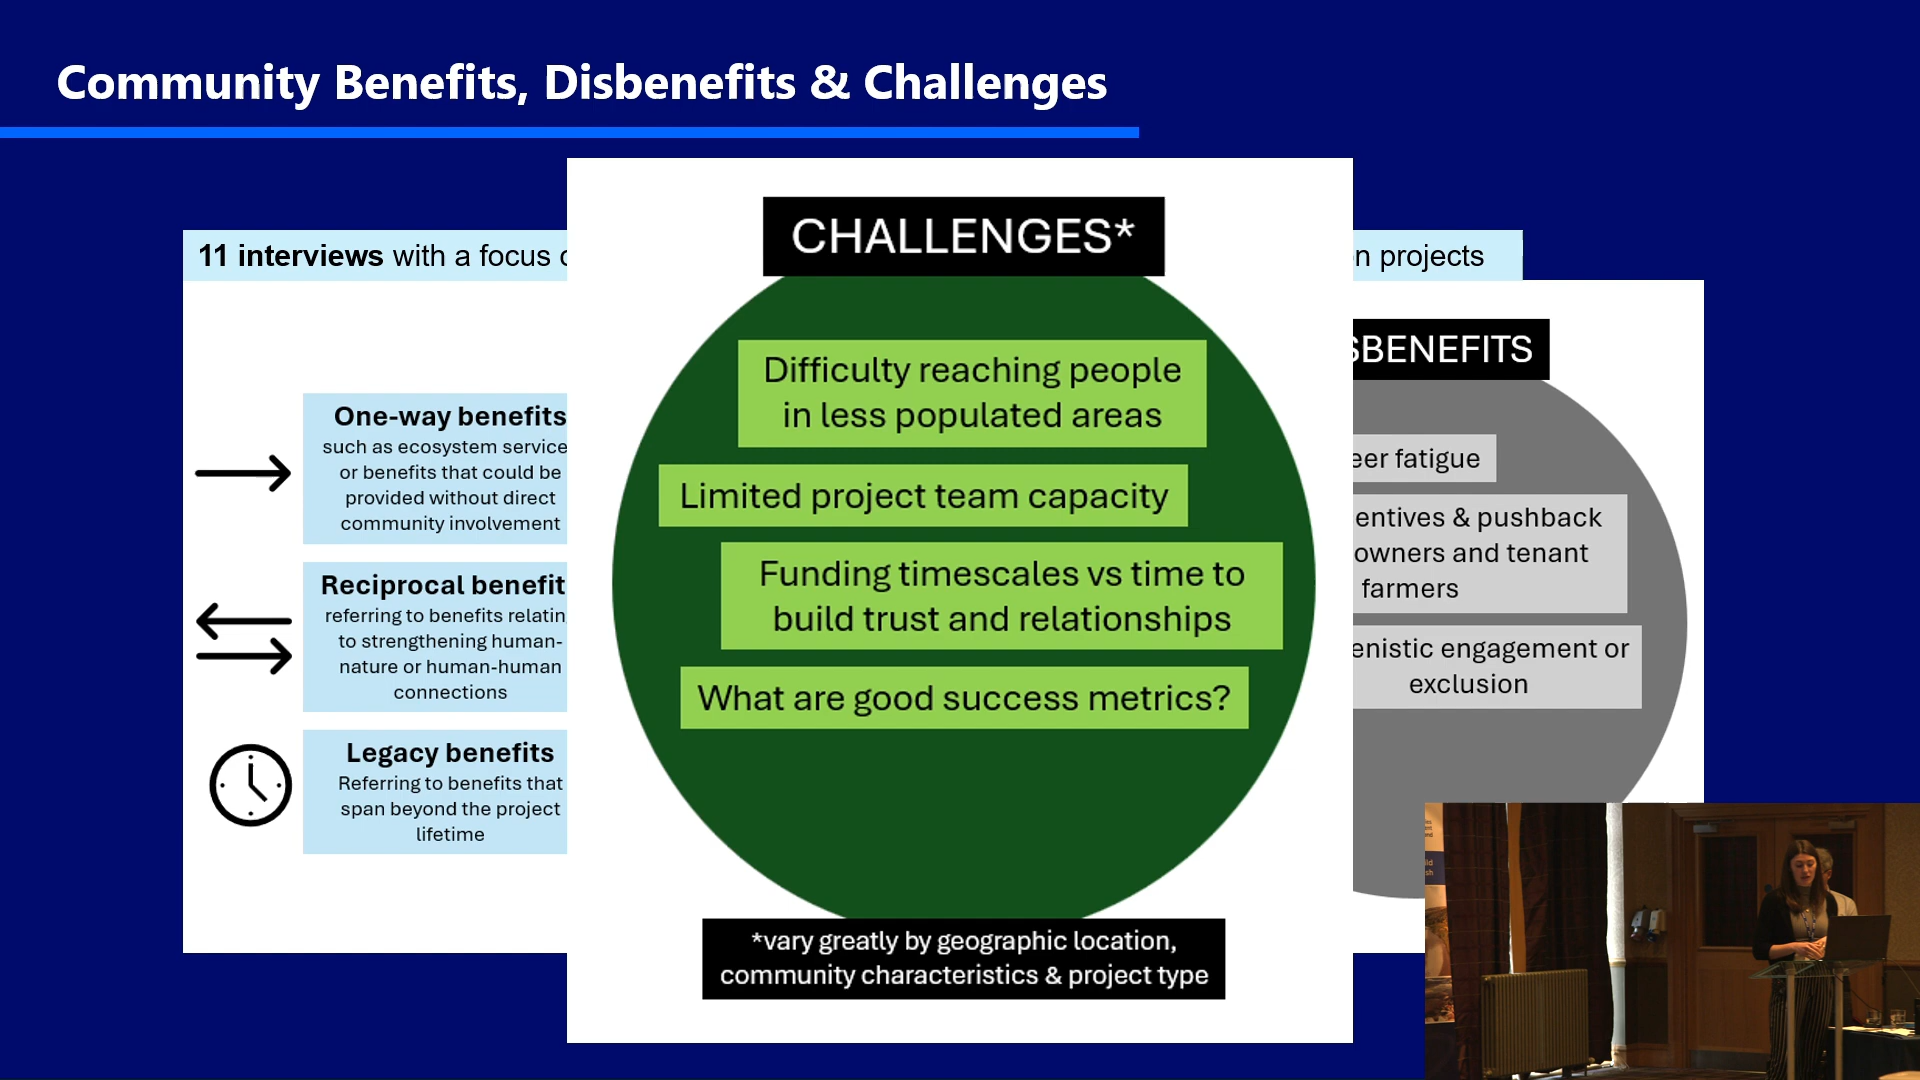 Community Benefits, Disbenefits & Challenges
11 interviews with a focus
projects
One-way benefits
such as ecosystem
or benefits that could be
provided without direct
community involvement
Reciprocal
referring to benefits
to strengthening human-
nature or human-human
connections
Legacy benefits
Referring to benefits that
span beyond the project
lifetime
CHALLENGES*
Difficulty reaching people
in less populated areas
Limited project team capacity
Funding timescales vs time to
build trust and relationships
What are good success metrics?
*vary greatly by geographic location,
community characteristics & project type
SBENEFITS
eer fatigue
entives & pushback
owners and tenant
farmers
enistic engagement or
exclusion